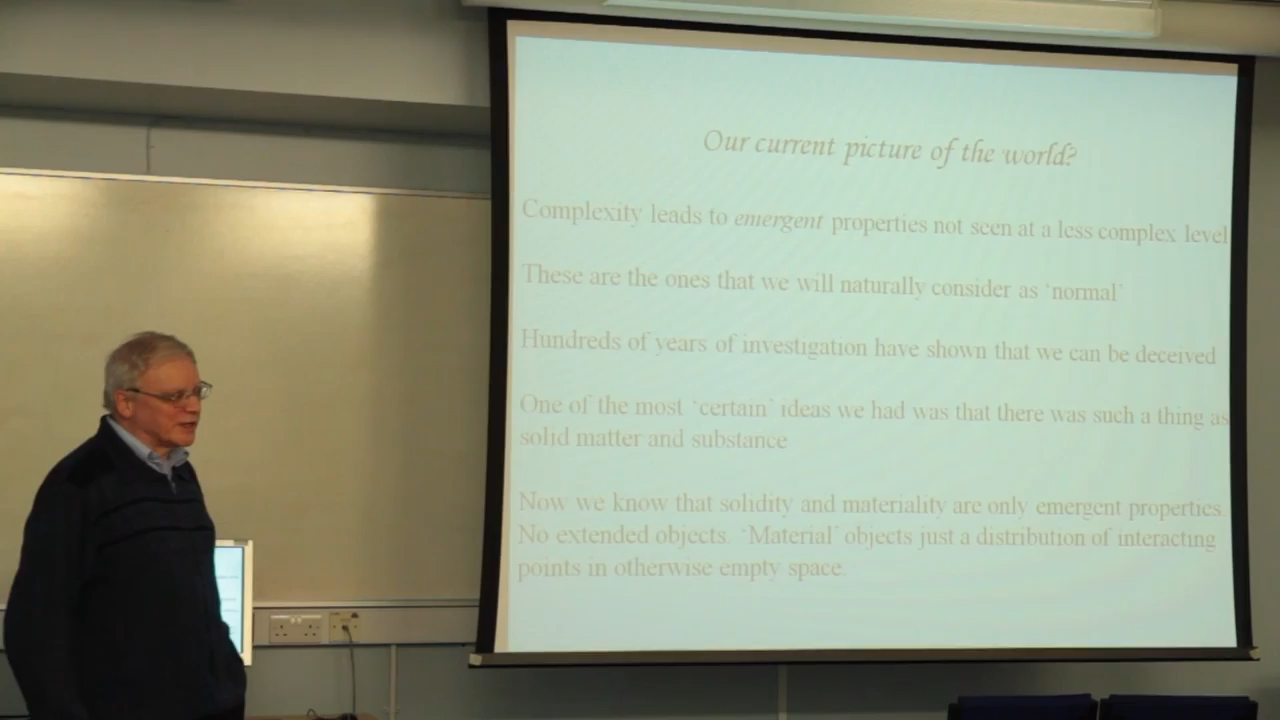 Our current picture of the world?
Complexity leads to emergent properties not seen at a less complex level
These are the ones that we will naturally consider as 'normal'
Hundreds of years of investigation have shown that we can be deceived
One of the most 'certain' ideas we had was that there was such a thing as
solid matter and substance
Now we know that solidity and materiality are only emergent properties.
No extended objects. 'Material' objects just a distribution of interacting
points in otherwise empty space.